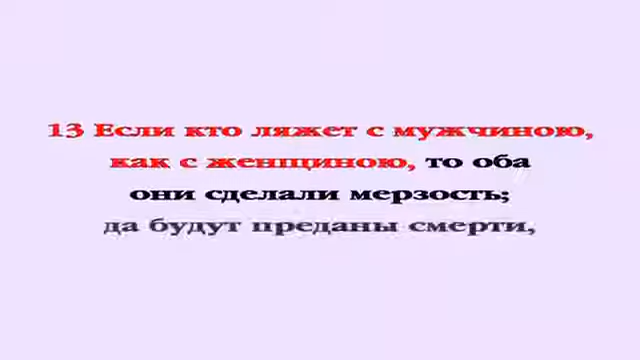 13 Если кто ляжет с мужчиною,
как с женщиною, то оба
они сделали мерзость;
да будут преданы смерти,